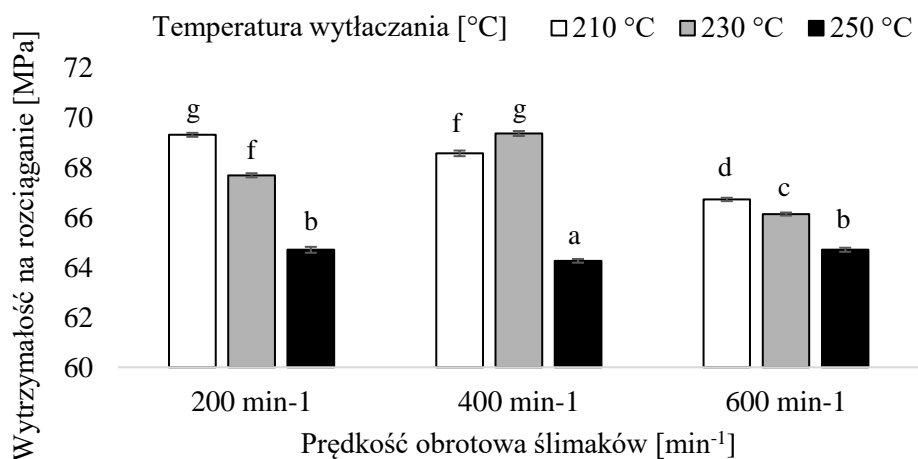 Temperatura wytłaczania [°C] 210 °C 230 °C 250 °C
Wytrzymałość na rozciąganie [MPa]
72
70
68
66
64
62
60
g f b f g a d c b
200 min-1 400 min-1 600 min-1
Prędkość obrotowa ślimaków [min⁻¹]